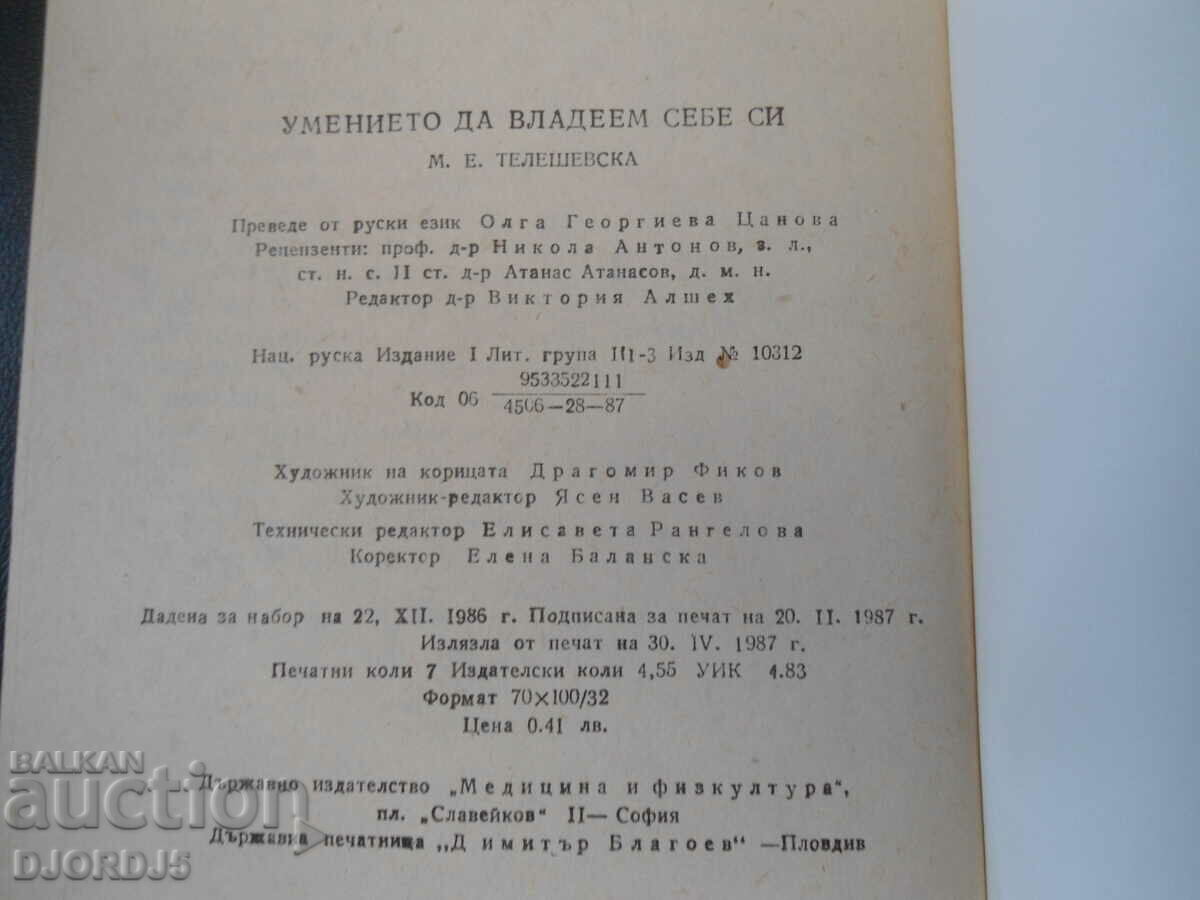 УМЕНИЕТО ДА ВЛАДЕЕМ СЕБЕ СИ
М. Е. ТЕЛЕШЕВСКА
Преведе от руски език Олга Георгиева Цанова
Рецензенти: проф. д-р Никола Антонов, з. л.,
ст. н. с. II ст. д-р Атанас Атанасов, д. м. н.
Редактор д-р Виктория Алшех
Нац. руска Издание I Лит. група III-3 Изд № 10312
9533522111
Код 06
4506—28—87
Художник на корицата Драгомир Фиков
Художник-редактор Ясен Васев
Технически редактор Елисавета Рангелова
Коректор Елена Баланска
Дадена за набор на 22, XII. 1986 г. Подписана за печат на 20. II. 1987 г.
Излязла от печат на 30. IV. 1987 г.
Печатни коли 7 Издателски коли 4,55 УИК 4.83
Формат 70×100/32
Цена 0.41 лв.
Държавно издателство „Медицина и физкултура“,
пл. „Славейков“ II— София
Държавна печатница „Димитър Благоев“ —Пловдив
BALKAN
auction
DJORDJ5